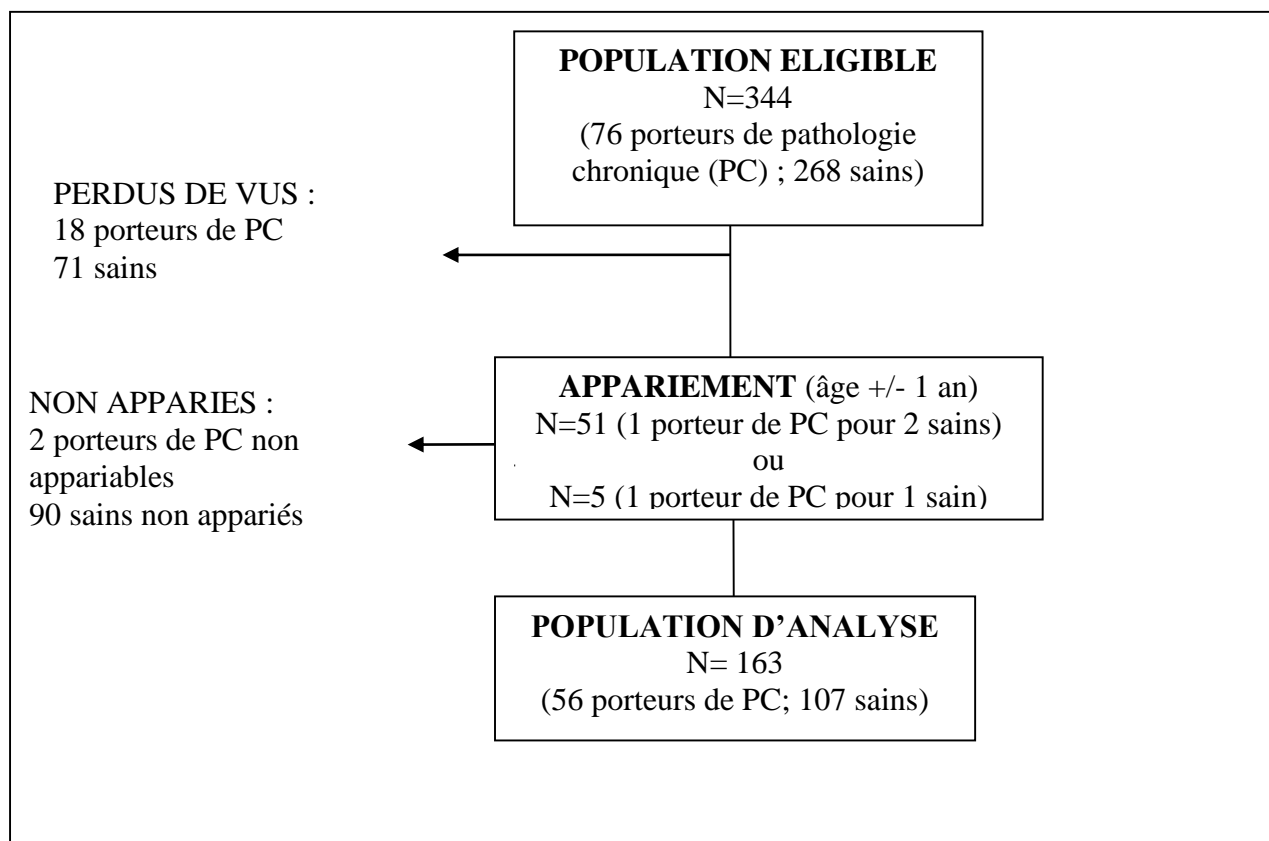 POPULATION ELIGIBLE
N=344
(76 porteurs de pathologie
chronique (PC) ; 268 sains)
PERDUS DE VUS :
18 porteurs de PC
71 sains
APPARIEMENT (âge +/- 1 an)
N=51 (1 porteur de PC pour 2 sains)
ou
N=5 (1 porteur de PC pour 1 sain)
NON APPARIES :
2 porteurs de PC non
appariables
90 sains non appariés
POPULATION D’ANALYSE
N= 163
(56 porteurs de PC; 107 sains)